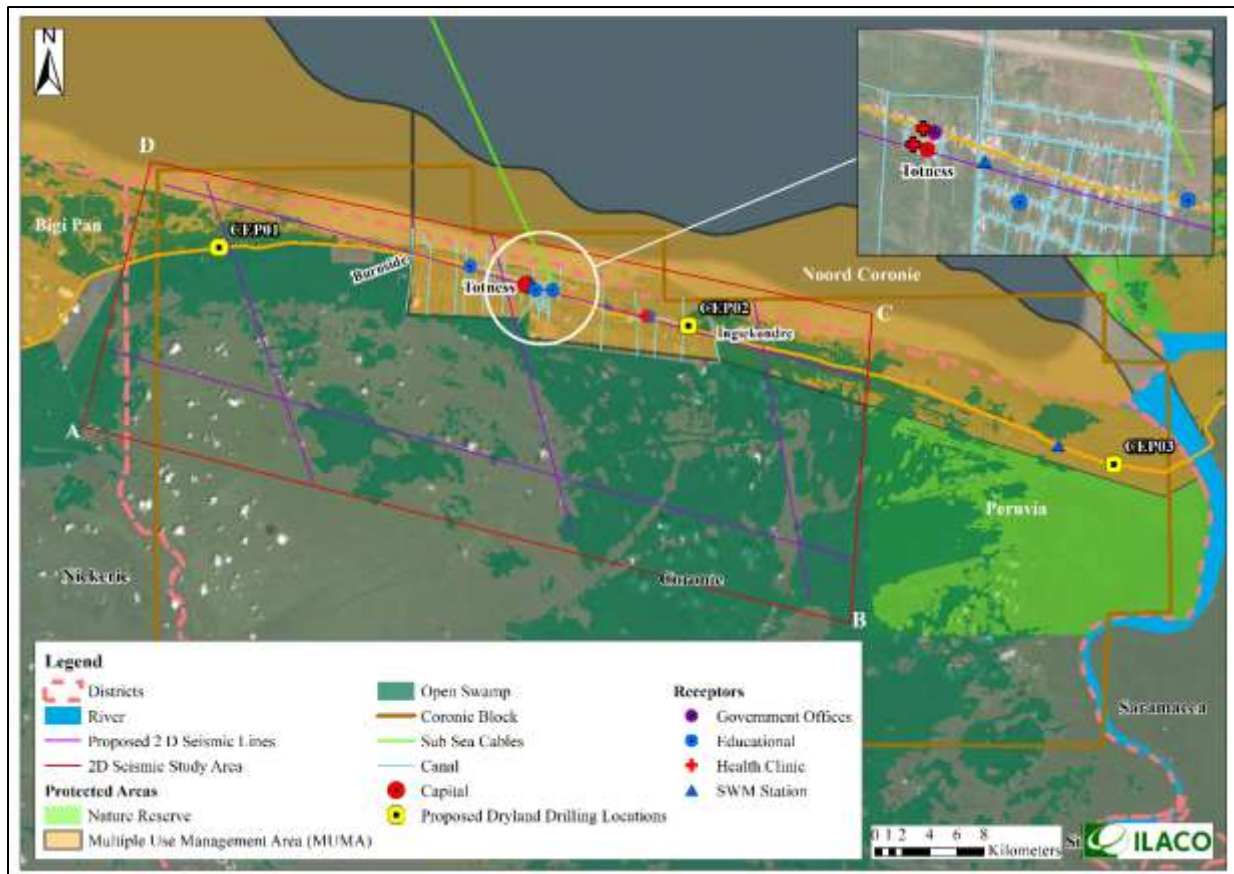 N
D
Bigi Pan
CEP01
Burnside
Totness
CEP02
Ingiekondre
Noord Coronie
C
Totness
A
CEP03
Peruvia
Nickerie
Coronie
B
Saramacca
Legend
Districts
River
Proposed 2 D Seismic Lines
2D Seismic Study Area
Protected Areas
Nature Reserve
Multiple Use Management Area (MUMA)
Open Swamp
Coronie Block
Sub Sea Cables
Canal
Capital
Proposed Dryland Drilling Locations
Receptors
Government Offices
Educational
Health Clinic
SWM Station
0 1 2 4 6 8
Kilometers
ILACO